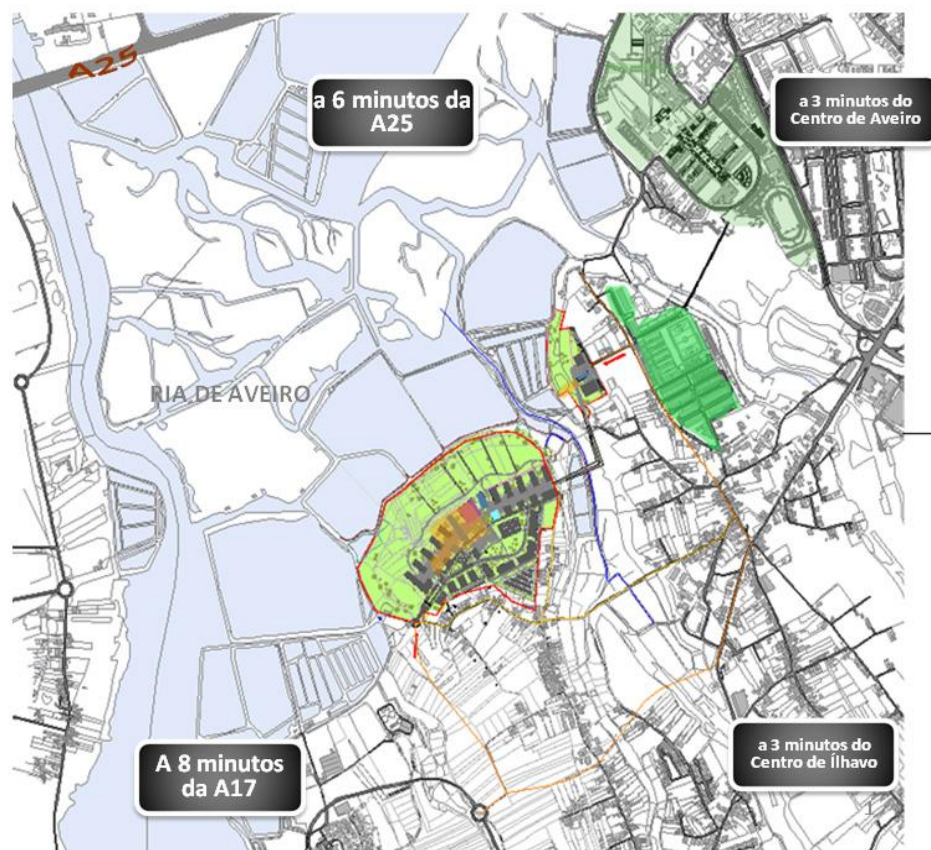 A25
a 6 minutos da
A25
a 3 minutos do
Centro de Aveiro
RIA DE AVEIRO
A 8 minutos
da A17
a 3 minutos do
Centro de Ílhavo